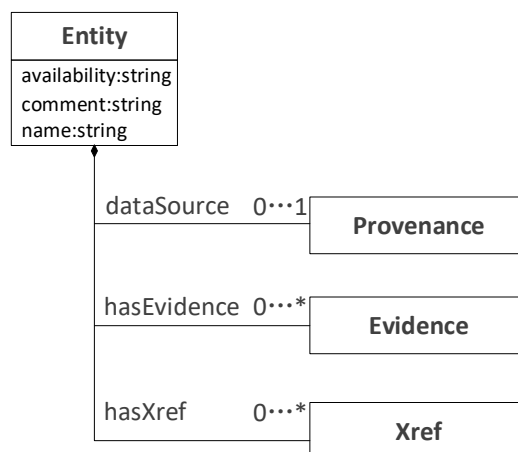 Entity
availability:string
comment:string
name:string
dataSource 0···1
Provenance
hasEvidence 0···*
Evidence
hasXref 0···*
Xref